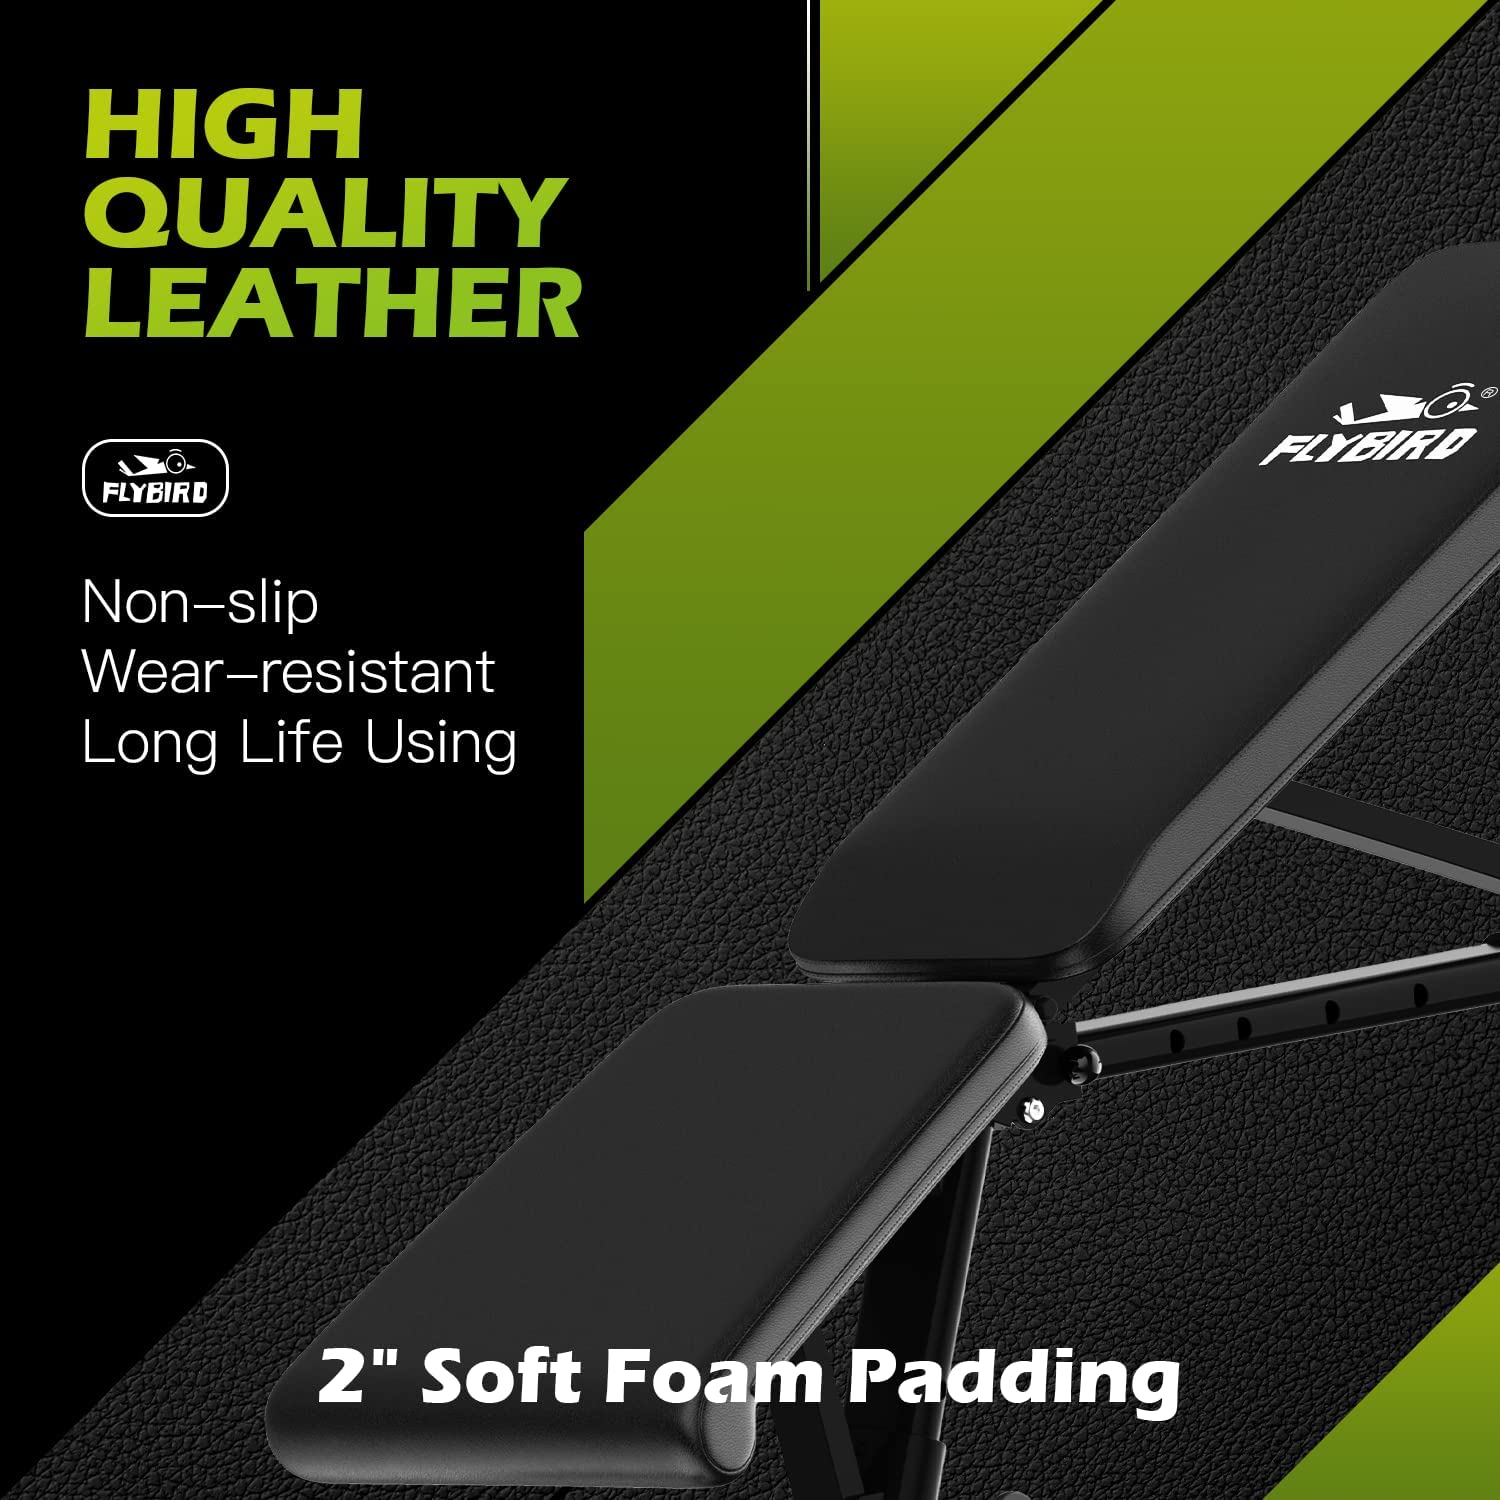 HIGH
QUALITY
LEATHER
FLYBIRD
Non-slip
Wear-resistant
Long Life Using
FLYBIRD ®
2" Soft Foam Padding